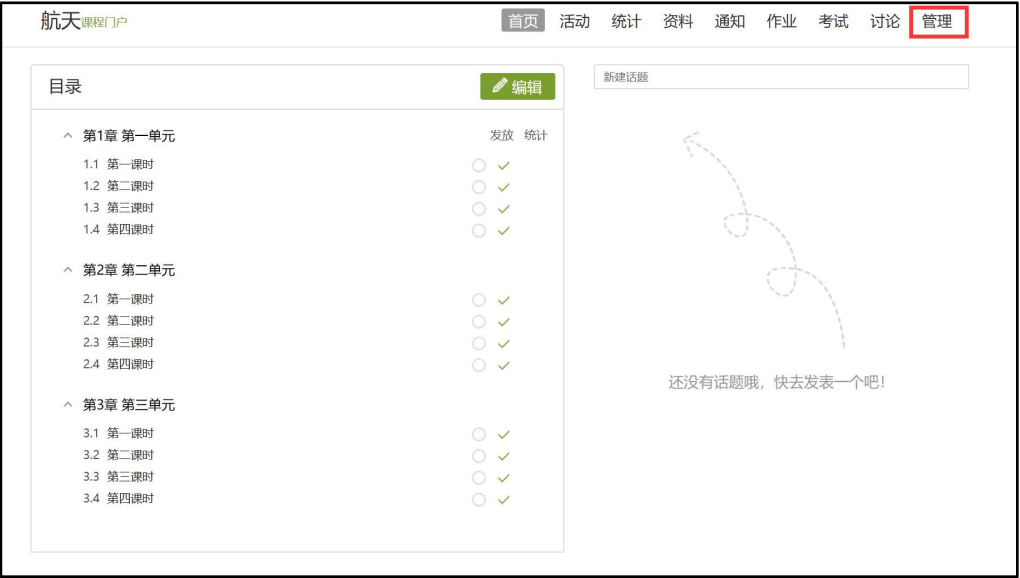 航天课程门户 首页 活动 统计 资料 通知 作业 考试 讨论 管理
目录 编辑
新建话题
第1章 第一单元 发放 统计
1.1 第一课时
1.2 第二课时
1.3 第三课时
1.4 第四课时
第2章 第二单元
2.1 第一课时
2.2 第二课时
2.3 第三课时
2.4 第四课时
还没有话题哦，快去发表一个吧！
第3章 第三单元
3.1 第一课时
3.2 第二课时
3.3 第三课时
3.4 第四课时